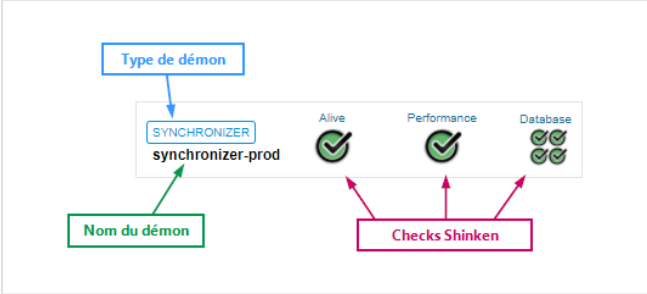 Type de démon
Alive
Performance
Database
SYNCHRONIZER
synchronizer-prod
Nom du démon
Checks Shinken